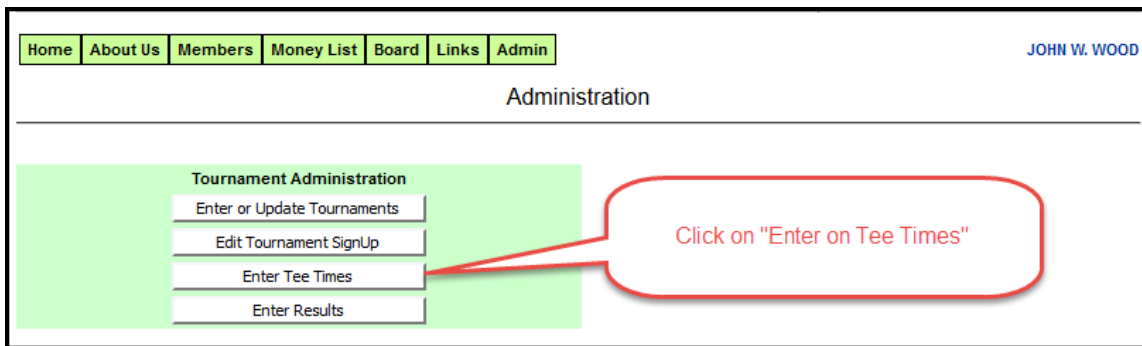 Home About Us Members Money List Board Links Admin JOHN W. WOOD
Administration
Tournament Administration
Enter or Update Tournaments
Edit Tournament SignUp
Enter Tee Times
Enter Results
Click on "Enter on Tee Times"